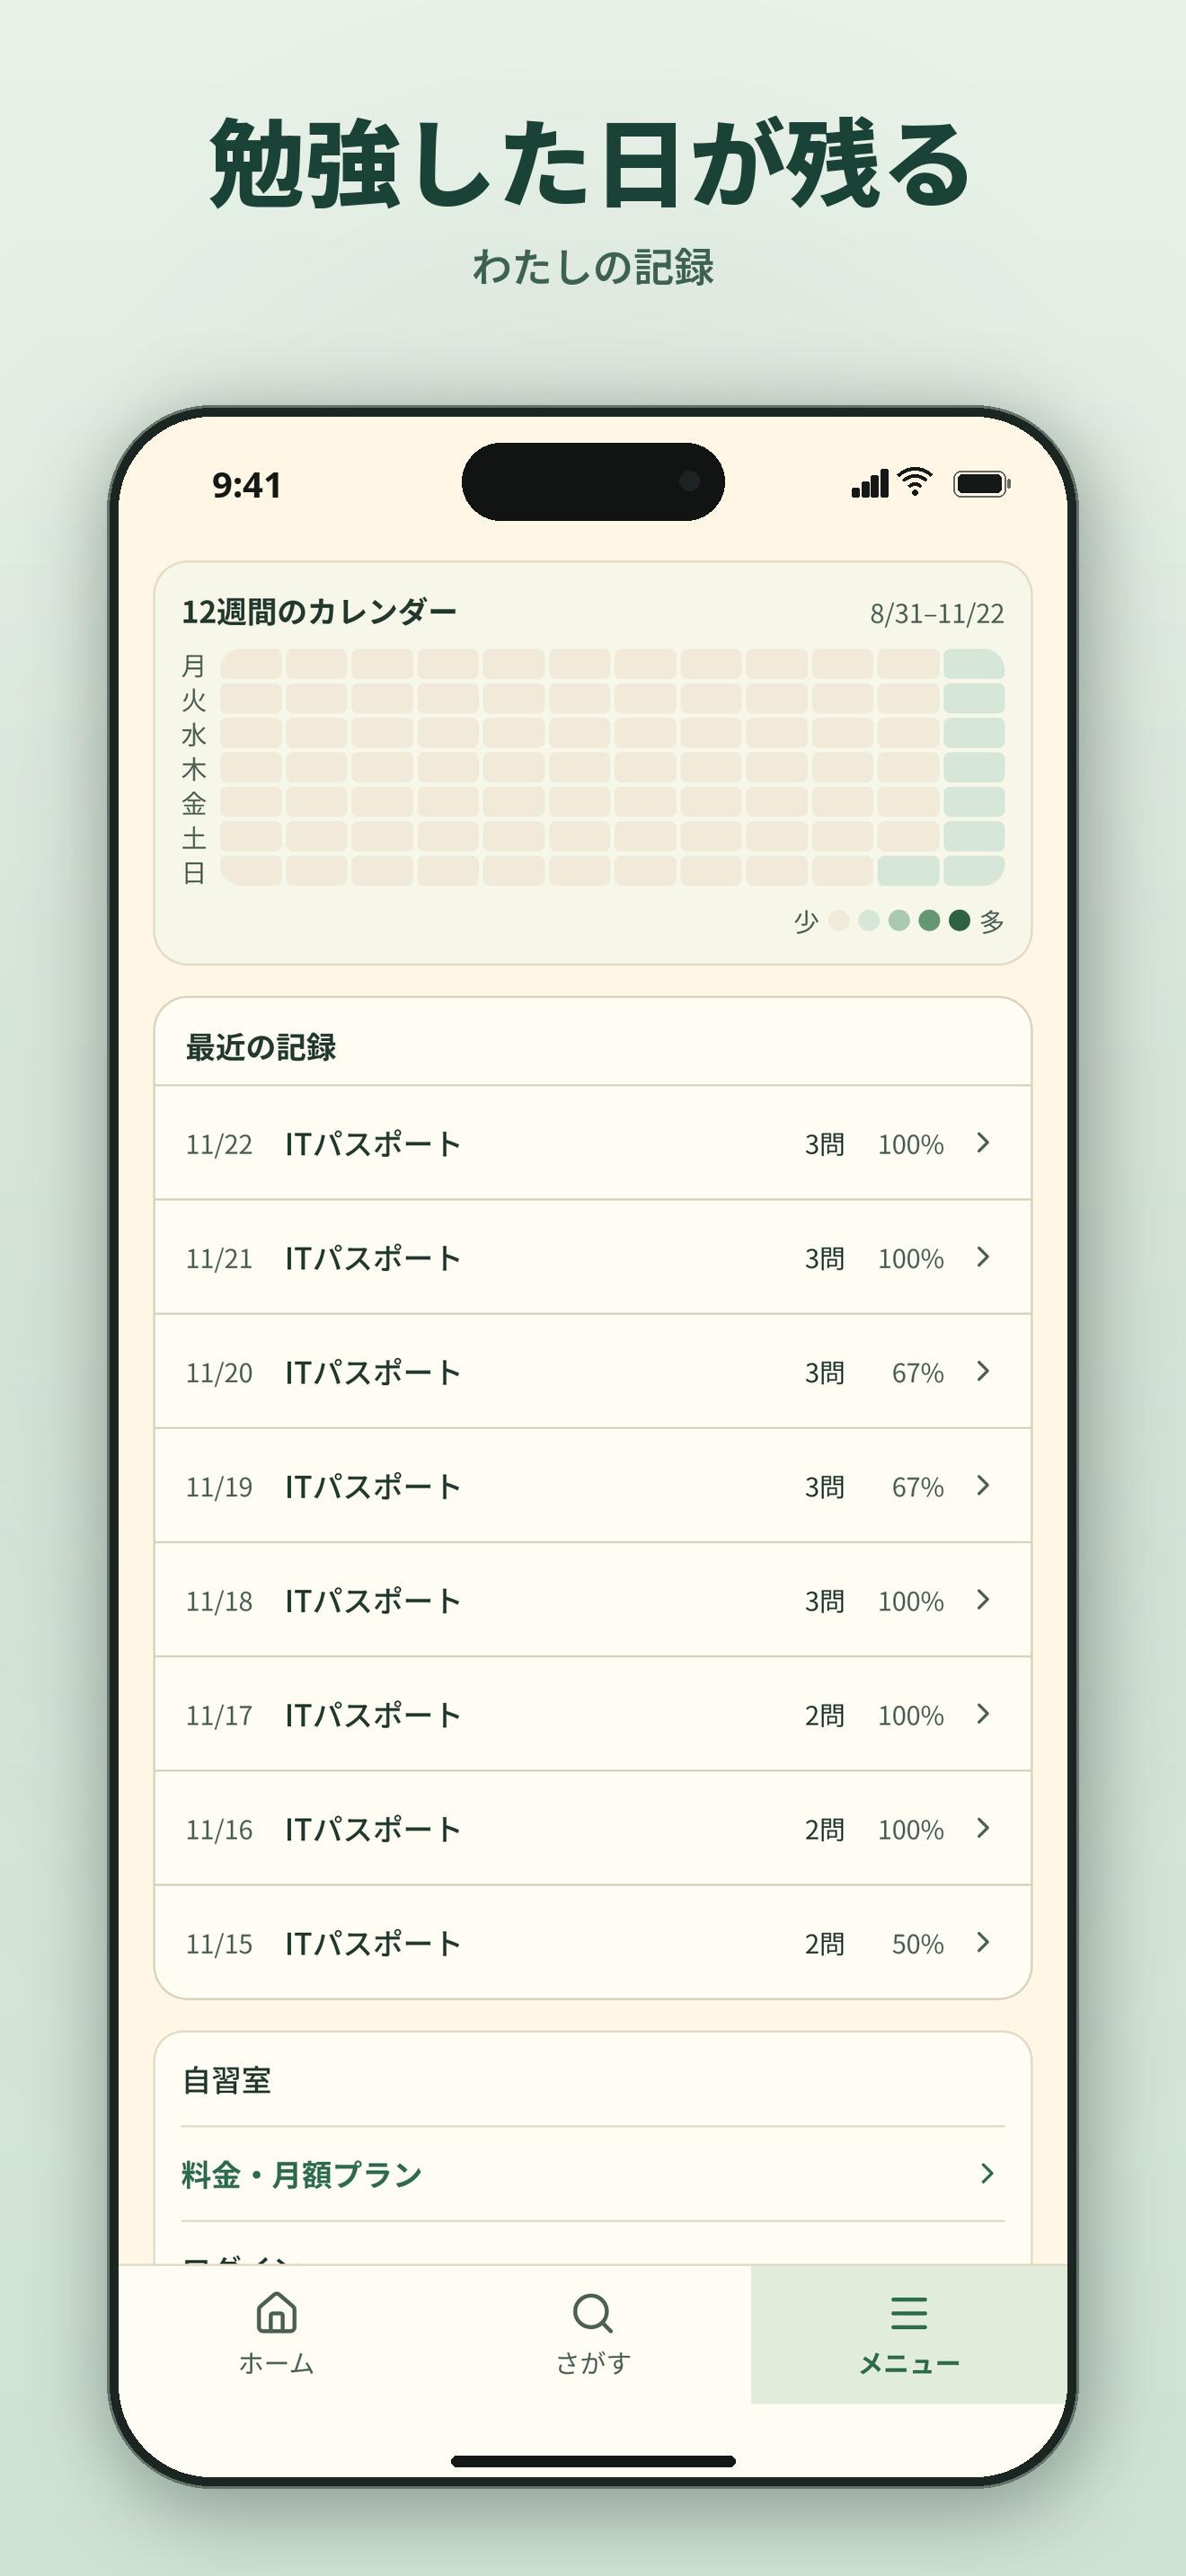 勉強した日が残る
わたしの記録
9:41
12週間のカレンダー 8/31–11/22
月
火
水
木
金
土
日
少 多
最近の記録
11/22 ITパスポート 3問 100%
11/21 ITパスポート 3問 100%
11/20 ITパスポート 3問 67%
11/19 ITパスポート 3問 67%
11/18 ITパスポート 3問 100%
11/17 ITパスポート 2問 100%
11/16 ITパスポート 2問 100%
11/15 ITパスポート 2問 50%
自習室
料金・月額プラン
ホーム さがす メニュー